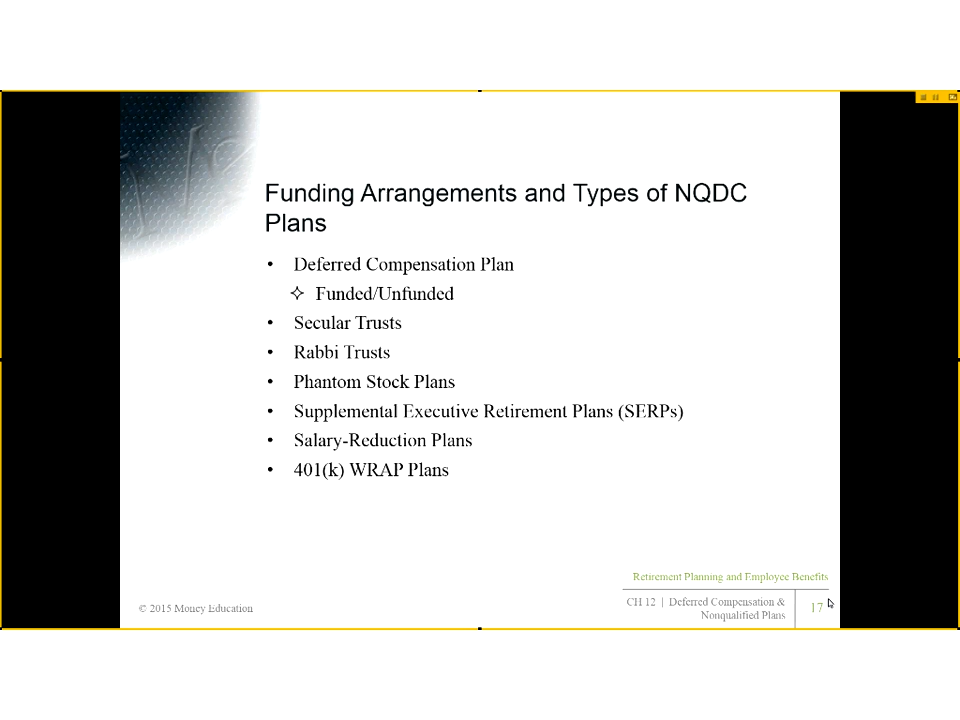 Funding Arrangements and Types of NQDC
Plans
• Deferred Compensation Plan
✧ Funded/Unfunded
• Secular Trusts
• Rabbi Trusts
• Phantom Stock Plans
• Supplemental Executive Retirement Plans (SERPs)
• Salary-Reduction Plans
• 401(k) WRAP Plans
Retirement Planning and Employee Benefits
© 2015 Money Education
CH 12 | Deferred Compensation &
Nonqualified Plans
17